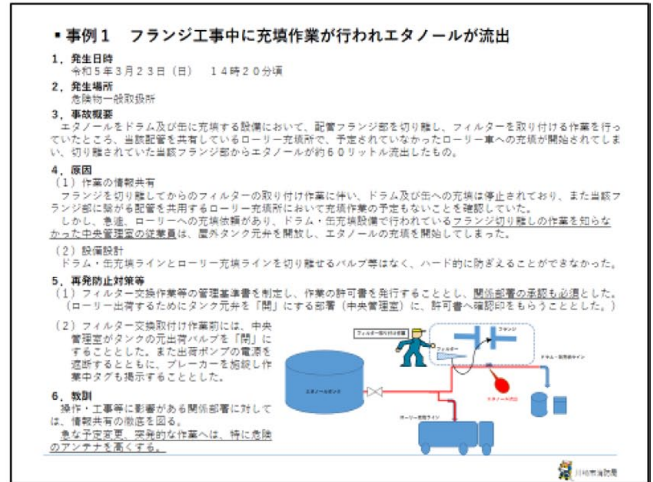 ▪ 事例１　フランジ工事中に充填作業が行われエタノールが流出
１．発生日時
令和５年３月２３日（日）　１４時２０分頃
２．発生場所
危険物一般取扱所
３．事故概要
エタノールをドラム及び缶に充填する設備において、配管フランジ部を切り離し、フィルターを取り付ける作業を行っ
ていたところ、当該配管を共有しているローリー充填所で、予定されていなかったローリー車への充填が開始されてしま
い、切り離されていた当該フランジ部からエタノールが約６０リットル流出したもの。
４．原因
（１）作業の情報共有
フランジを切り離してからのフィルターの取り付け作業に伴い、ドラム及び缶への充填は停止されており、また当該フ
ランジ部に繋がる配管を共用するローリー充填所において充填作業の予定もないことを確認していた。
しかし、急遽、ローリーへの充填依頼があり、ドラム・缶充填設備で行われているフランジ切り離しの作業を知らな
かった中央管理室の従業員は、屋外タンク元弁を開放し、エタノールの充填を開始してしまった。
（２）設備設計
ドラム・缶充填ラインとローリー充填ラインを切り離せるバルブ等はなく、ハード的に防ぎえることができなかった。
５．再発防止対策等
（１）フィルター交換作業等の管理基準書を制定し、作業の許可書を発行することとし、関係部署の承認も必須とした。
（ローリー出荷するためにタンク元弁を「開」にする部署（中央管理室）に、許可書へ確認印をもらうこととした。）
（２）フィルター交換取付け作業前には、中央
管理室がタンクの元出荷バルブを「閉」に
することとした。また出荷ポンプの電源を
遮断するとともに、ブレーカーを施錠し作
業中タグも掲示することとした。
６．教訓
操作・工事等に影響がある関係部署に対して
は、情報共有の徹底を図る。
急な予定変更、突発的な作業へは、特に危険
のアンテナを高くする。
フィルター取り付け作業
フランジ
フィルター
ドラム・缶充填ライン
エタノールタンク
エタノール流出
ローリー充填ライン
川崎市消防局